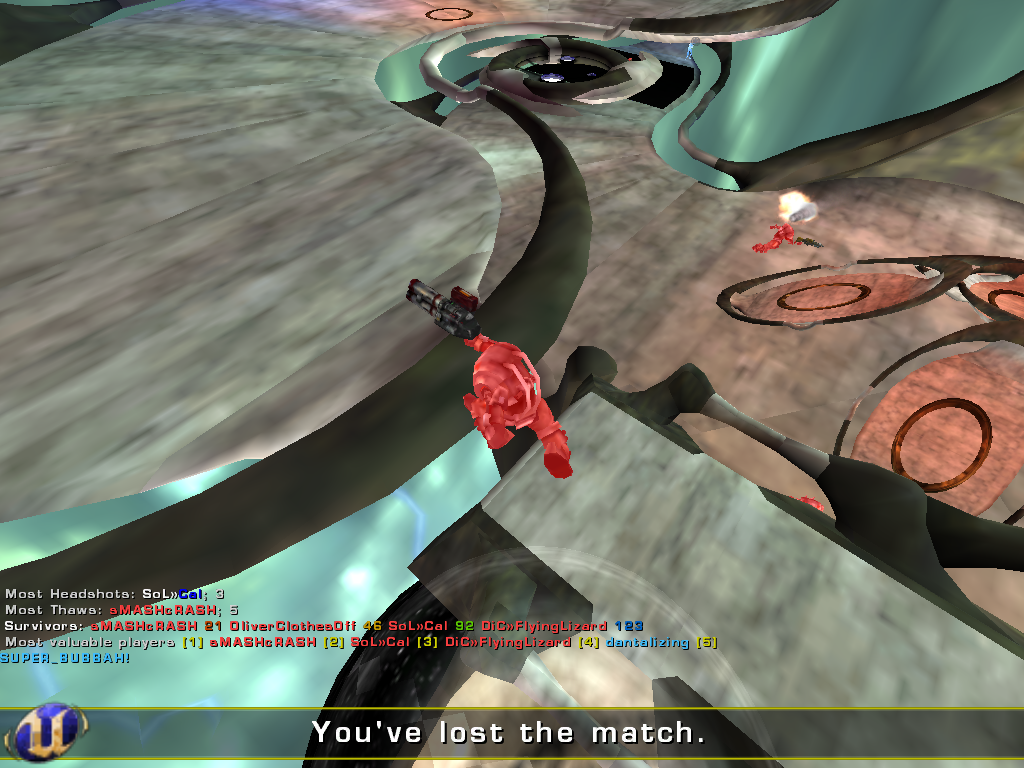 Most Headshots: SoL»Cal; 3
Most Thaws: sMASHcRASH; 5
Survivors: sMASHcRASH 21 OliverClothesOff 46 SoL»Cal 92 DiC»FlyingLizard 123
Most valuable players [1] sMASHcRASH [2] SoL»Cal [3] DiC»FlyingLizard [4] dantalizing [5]
SUPER_BUBBAH!
You've lost the match.